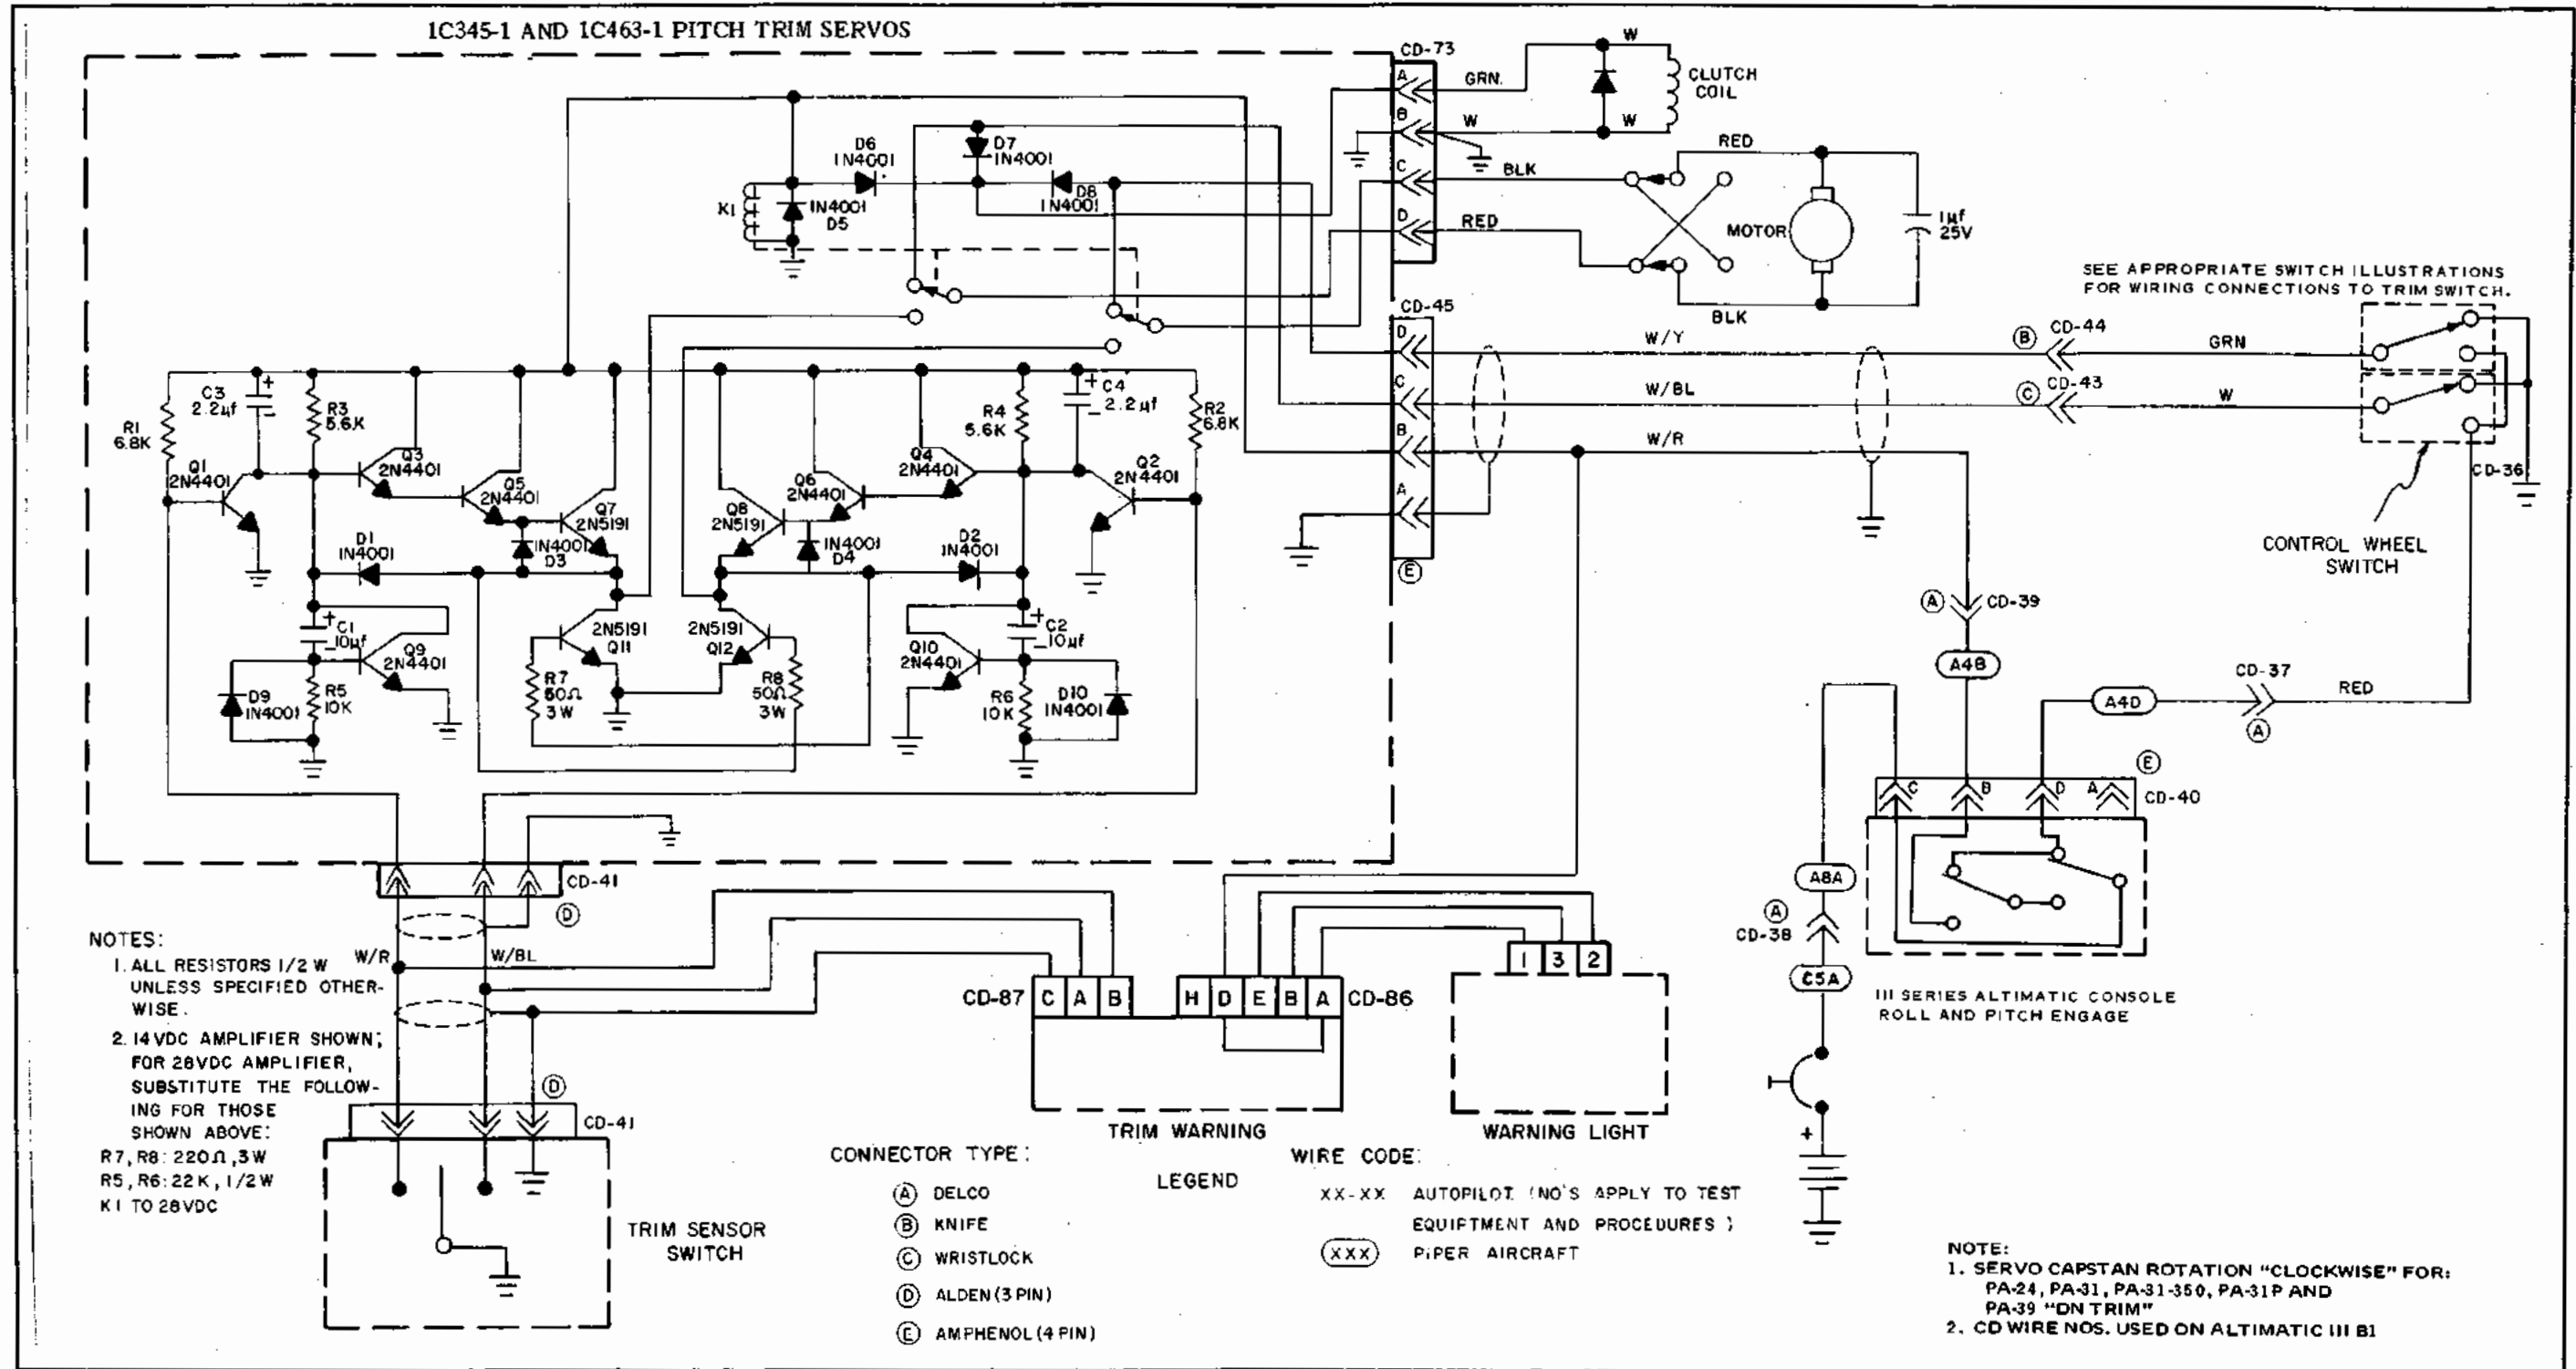 1C345-1 AND 1C463-1 PITCH TRIM SERVOS
CD-73
A
GRN.
W
CLUTCH
COIL
B
W
W
C
BLK
D
RED
RED
MOTOR
1µf
25V
BLK
D6
1N4001
D7
1N4001
D8
1N4001
K1
1N4001
D5
SEE APPROPRIATE SWITCH ILLUSTRATIONS
FOR WIRING CONNECTIONS TO TRIM SWITCH.
CD-45
D
W/Y
B
CD-44
GRN
C
W/BL
C
CD-43
W
B
W/R
A
E
CD-36
CONTROL WHEEL
SWITCH
C3
2.2µf
+
-
R1
6.8K
R3
5.6K
Q1
2N4401
Q3
2N4401
Q5
2N4401
Q7
2N5191
Q8
2N5191
Q6
2N4401
Q4
2N4401
R4
5.6K
+
C4
-
2.2µf
R2
6.8K
Q2
2N4401
D1
1N4001
1N4001
D3
1N4001
D4
D2
1N4001
+
C1
-
10µf
Q9
2N4401
D9
1N4001
R5
10K
2N5191
Q11
2N5191
Q12
R7
50Ω
3W
R8
50Ω
3W
Q10
2N4401
+
C2
-
10µf
R6
10K
D10
1N4001
A
CD-39
A4B
A4D
CD-37
RED
A
E
C
B
D
A
CD-40
A8A
A
CD-38
C5A
+
III SERIES ALTIMATIC CONSOLE
ROLL AND PITCH ENGAGE
CD-41
D
W/R
W/BL
NOTES:
1. ALL RESISTORS 1/2 W
UNLESS SPECIFIED OTHER-
WISE.
2. 14VDC AMPLIFIER SHOWN;
FOR 28VDC AMPLIFIER,
SUBSTITUTE THE FOLLOW-
ING FOR THOSE
SHOWN ABOVE:
R7, R8: 220Ω, 3W
R5, R6: 22K, 1/2W
K1 TO 28VDC
D
CD-41
TRIM SENSOR
SWITCH
CD-87
C A B
H D E B A
CD-86
TRIM WARNING
1 3 2
WARNING LIGHT
LEGEND
CONNECTOR TYPE:
A DELCO
B KNIFE
C WRISTLOCK
D ALDEN (3 PIN)
E AMPHENOL (4 PIN)
WIRE CODE:
XX-XX AUTOPILOT (NO'S APPLY TO TEST
EQUIPTMENT AND PROCEDURES)
XXX PIPER AIRCRAFT
NOTE:
1. SERVO CAPSTAN ROTATION "CLOCKWISE" FOR:
PA-24, PA-31, PA-31-350, PA-31P AND
PA-39 "DN TRIM"
2. CD WIRE NOS. USED ON ALTIMATIC III B1